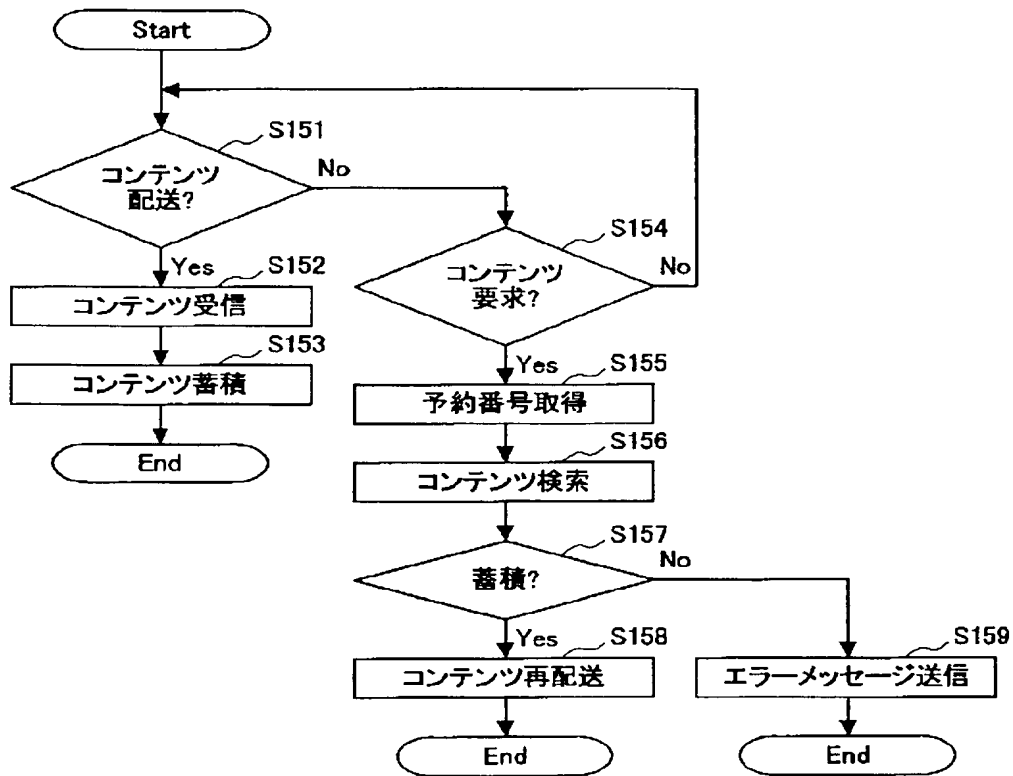 Start
S151
コンテンツ
配送?
No
Yes
S152
コンテンツ受信
S153
コンテンツ蓄積
End
S154
コンテンツ
要求?
No
Yes
S155
予約番号取得
S156
コンテンツ検索
S157
蓄積?
No
Yes
S158
コンテンツ再配送
End
S159
エラーメッセージ送信
End